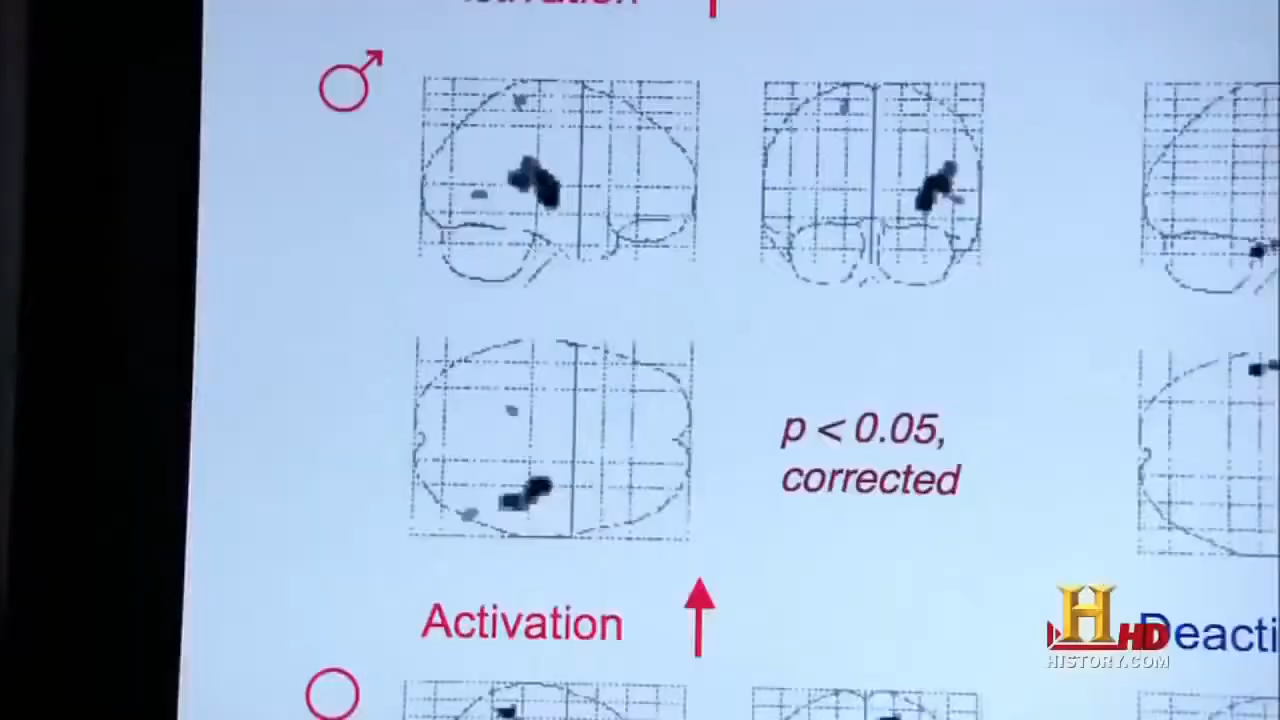 p < 0.05,
corrected
Activation
Deacti
H
HD
HISTORY.COM